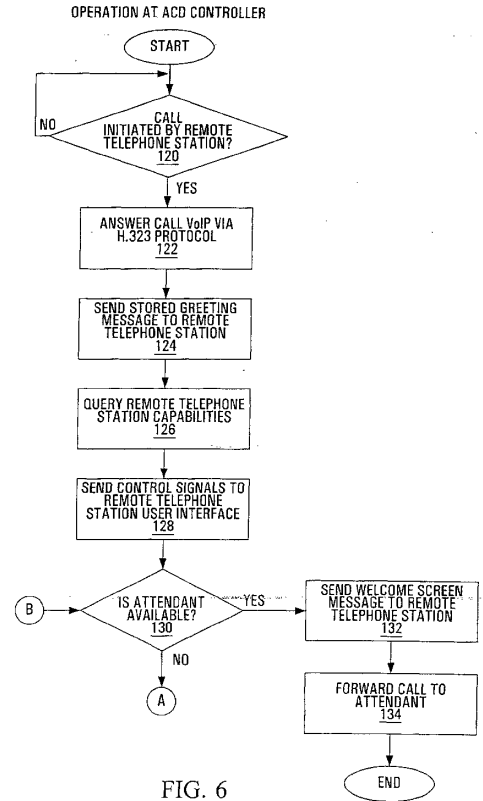 OPERATION AT ACD CONTROLLER
START
NO
CALL
INITIATED BY REMOTE
TELEPHONE STATION?
120
YES
ANSWER CALL VoIP VIA
H.323 PROTOCOL
122
SEND STORED GREETING
MESSAGE TO REMOTE
TELEPHONE STATION
124
QUERY REMOTE TELEPHONE
STATION CAPABILITIES
126
SEND CONTROL SIGNALS TO
REMOTE TELEPHONE
STATION USER INTERFACE
128
B
IS ATTENDANT
AVAILABLE?
130
YES
NO
A
SEND WELCOME SCREEN
MESSAGE TO REMOTE
TELEPHONE STATION
132
FORWARD CALL TO
ATTENDANT
134
END
FIG. 6